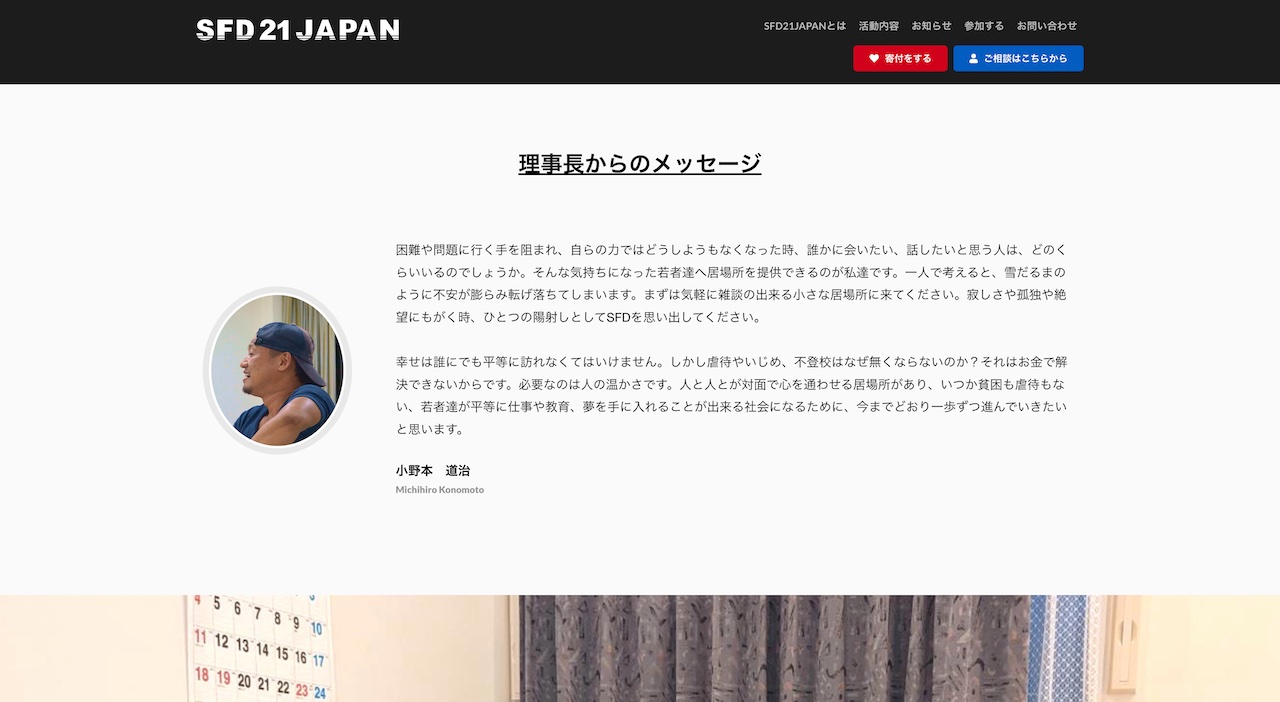 SFD21 JAPAN
SFD21JAPANとは 活動内容 お知らせ 参加する お問い合わせ
寄付をする ご相談はこちらから
理事長からのメッセージ
困難や問題に行く手を阻まれ、自らの力ではどうしようもなくなった時、誰かに会いたい、話したいと思う人は、どのく
らいいるのでしょうか。そんな気持ちになった若者達へ居場所を提供できるのが私達です。一人で考えると、雪だるまの
ように不安が膨らみ転げ落ちてしまいます。まずは気軽に雑談の出来る小さな居場所に来てください。寂しさや孤独や絶
望にもがく時、ひとつの陽射しとしてSFDを思い出してください。
幸せは誰にでも平等に訪れなくてはいけません。しかし虐待やいじめ、不登校はなぜ無くならないのか？それはお金で解
決できないからです。必要なのは人の温かさです。人と人とが対面で心を通わせる居場所があり、いつか貧困も虐待もな
い、若者達が平等に仕事や教育、夢を手に入れることが出来る社会になるために、今までどおり一歩ずつ進んでいきたい
と思います。
小野本　道治
Michihiro Konomoto
4 5 6 7 8 9 10
11 12 13 14 15 16 17
18 19 20 21 22 23 24